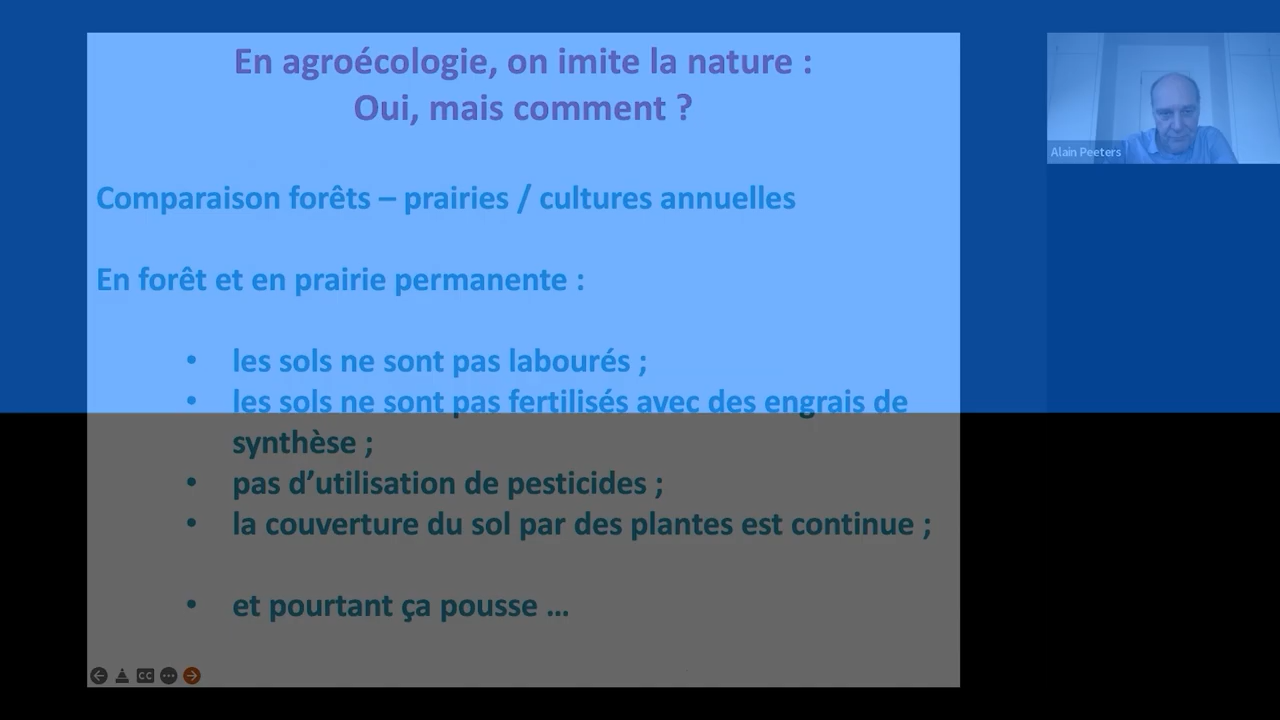 En agroécologie, on imite la nature :
Oui, mais comment ?
Comparaison forêts – prairies / cultures annuelles
En forêt et en prairie permanente :
• les sols ne sont pas labourés ;
• les sols ne sont pas fertilisés avec des engrais de
synthèse ;
• pas d’utilisation de pesticides ;
• la couverture du sol par des plantes est continue ;
• et pourtant ça pousse …
Alain Peeters
CC